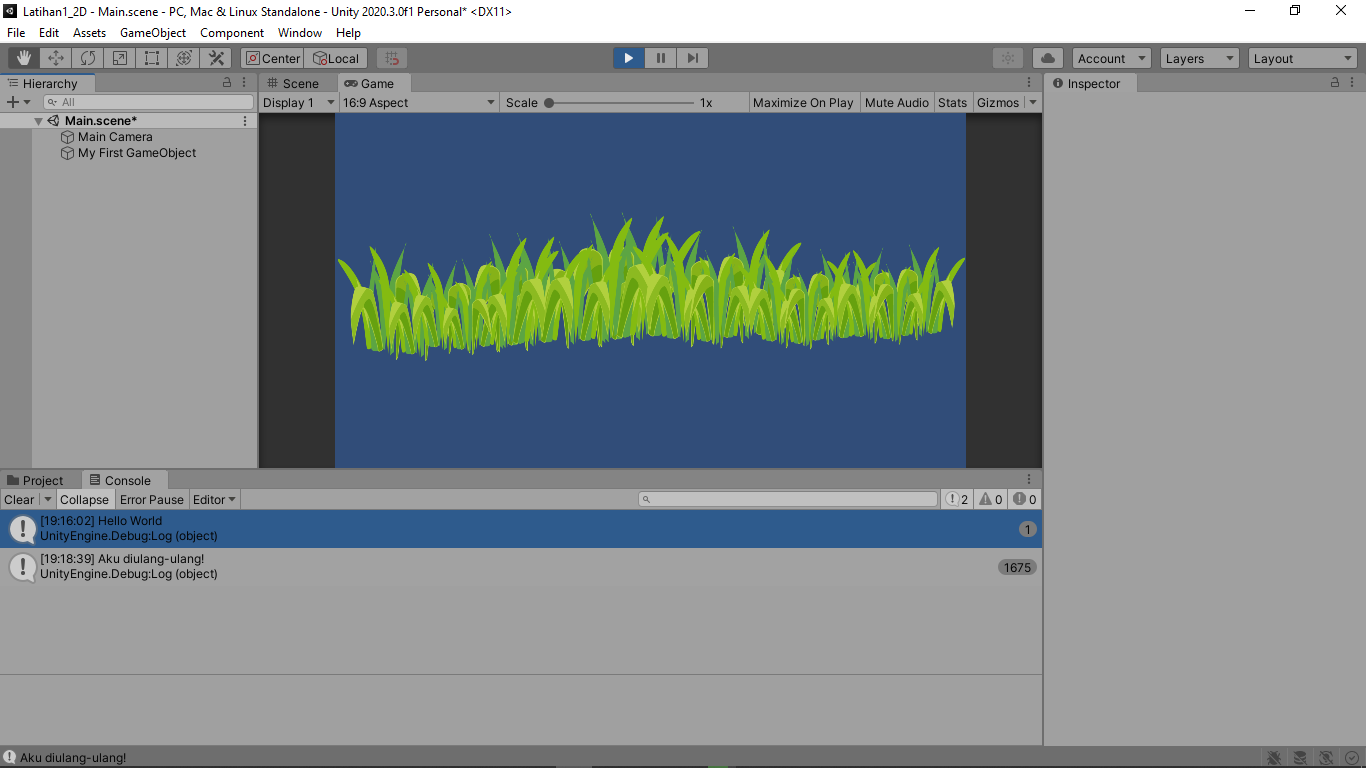 Latihan1_2D - Main.scene - PC, Mac & Linux Standalone - Unity 2020.3.0f1 Personal* <DX11>
File Edit Assets GameObject Component Window Help
Center Local Account Layers Layout
Hierarchy
All
Main.scene*
Main Camera
My First GameObject
Scene Game
Display 1 16:9 Aspect Scale 1x Maximize On Play Mute Audio Stats Gizmos
Inspector
Project Console
Clear Collapse Error Pause Editor 2 0 0
[19:16:02] Hello World
UnityEngine.Debug:Log (object)
1
[19:18:39] Aku diulang-ulang!
UnityEngine.Debug:Log (object)
1675
Aku diulang-ulang!